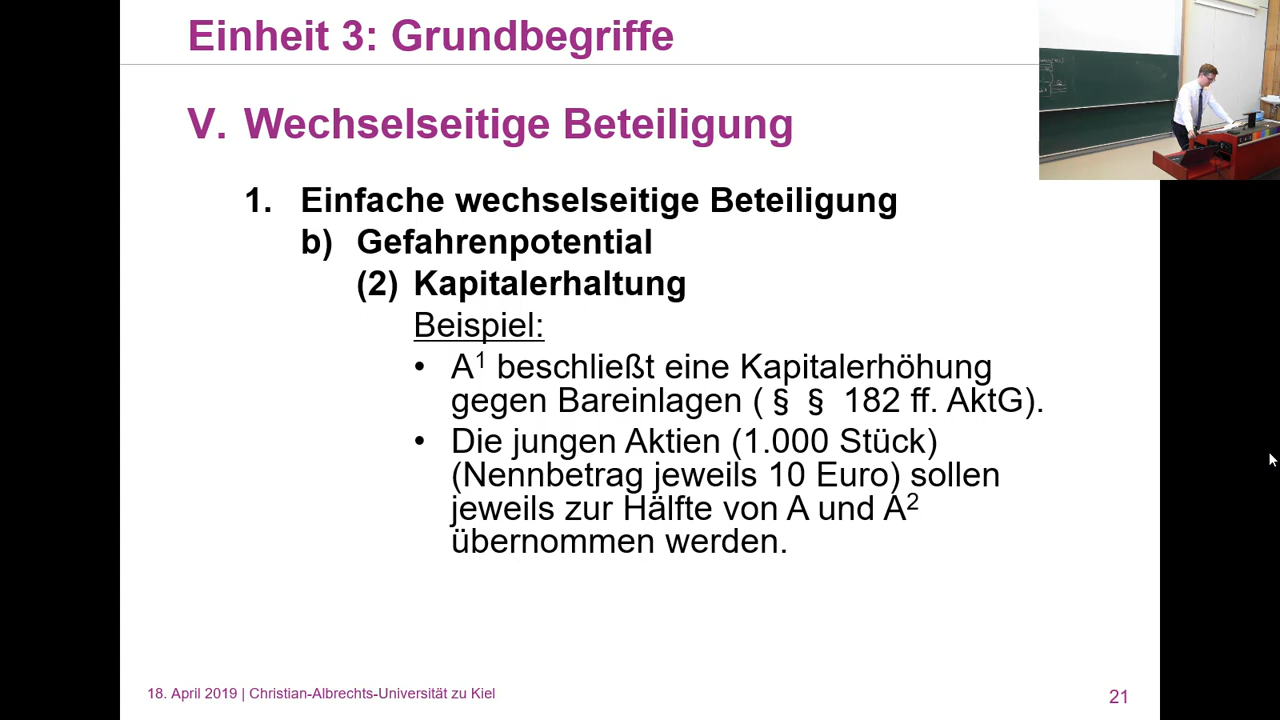 Einheit 3: Grundbegriffe
V. Wechselseitige Beteiligung
1. Einfache wechselseitige Beteiligung
b) Gefahrenpotential
(2) Kapitalerhaltung
Beispiel:
• A¹ beschließt eine Kapitalerhöhung
gegen Bareinlagen (§ § 182 ff. AktG).
• Die jungen Aktien (1.000 Stück)
(Nennbetrag jeweils 10 Euro) sollen
jeweils zur Hälfte von A und A²
übernommen werden.
18. April 2019 | Christian-Albrechts-Universität zu Kiel
21